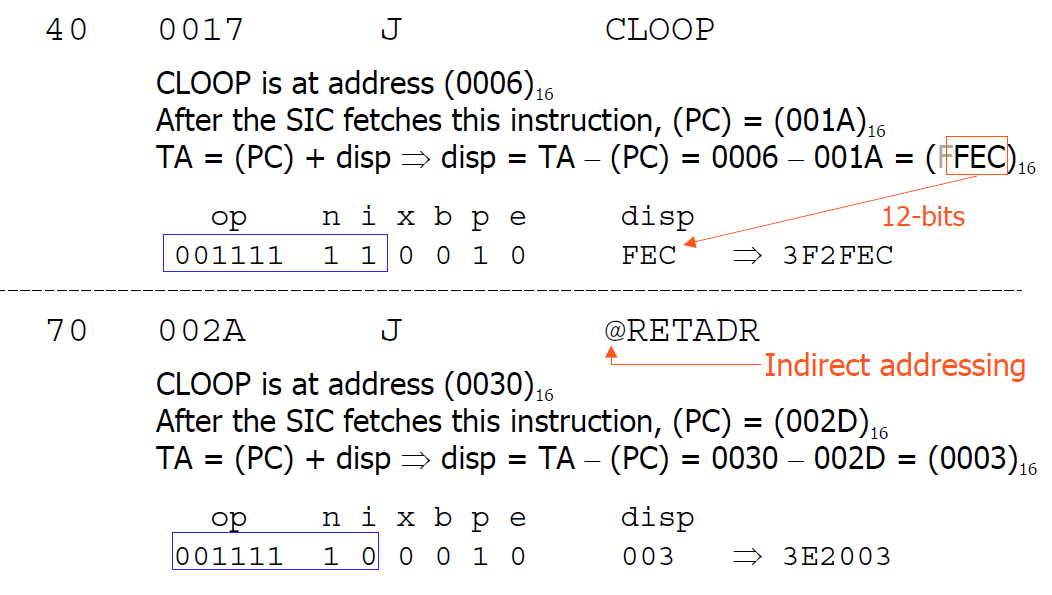 40 0017 J CLOOP
CLOOP is at address (0006)16
After the SIC fetches this instruction, (PC) = (001A)16
TA = (PC) + disp ⇒ disp = TA – (PC) = 0006 – 001A = (FFEC)16
op n i x b p e disp 12-bits
001111 1 1 0 0 1 0 FEC ⇒ 3F2FEC
70 002A J @RETADR
Indirect addressing
CLOOP is at address (0030)16
After the SIC fetches this instruction, (PC) = (002D)16
TA = (PC) + disp ⇒ disp = TA – (PC) = 0030 – 002D = (0003)16
op n i x b p e disp
001111 1 0 0 0 1 0 003 ⇒ 3E2003